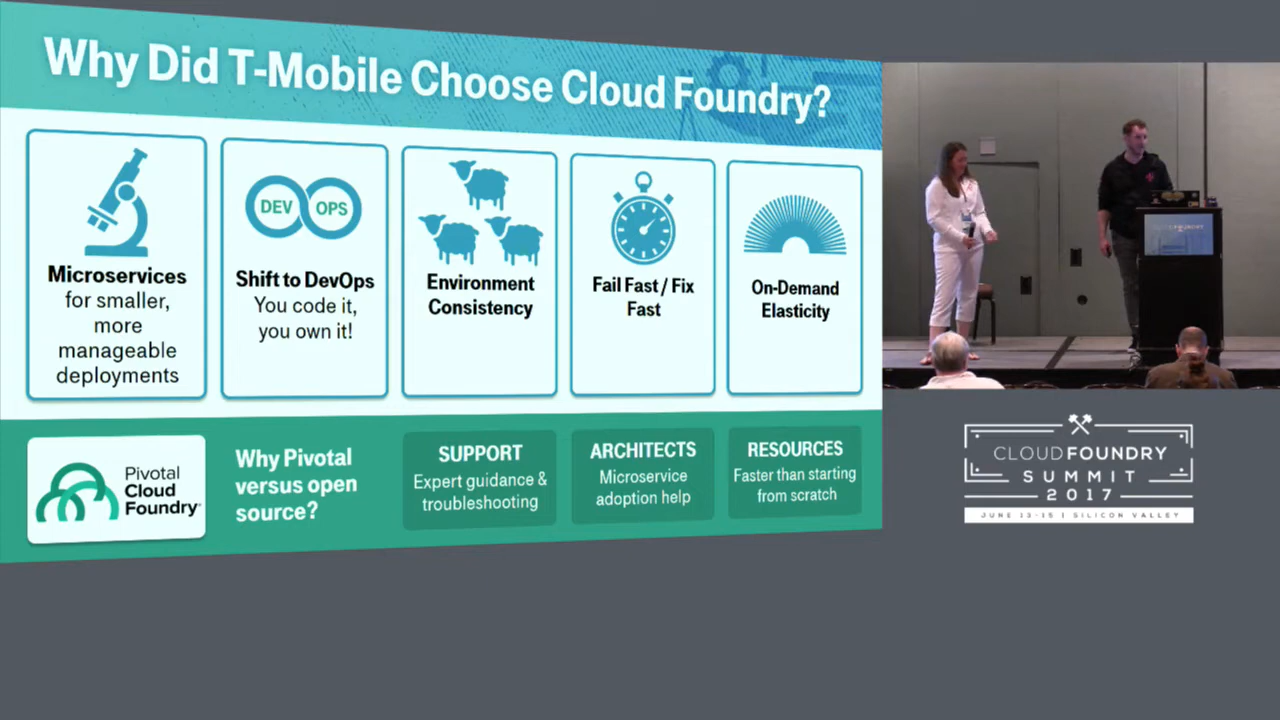 Why Did T-Mobile Choose Cloud Foundry?
Microservices
for smaller,
more
manageable
deployments
DEV OPS
Shift to DevOps
You code it,
you own it!
Environment
Consistency
Fail Fast / Fix
Fast
On-Demand
Elasticity
Pivotal
Cloud
Foundry
Why Pivotal
versus open
source?
SUPPORT
Expert guidance &
troubleshooting
ARCHITECTS
Microservice
adoption help
RESOURCES
Faster than starting
from scratch
CLOUD FOUNDRY
SUMMIT
2017
JUNE 13-15 | SILICON VALLEY